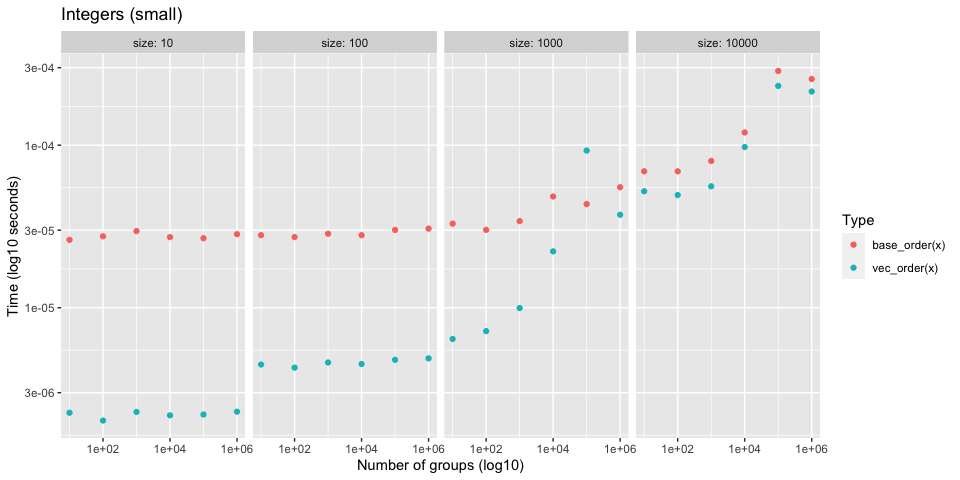 Integers (small)
size: 10
size: 100
size: 1000
size: 10000
3e-04
1e-04
3e-05
1e-05
3e-06
Time (log10 seconds)
1e+02 1e+04 1e+06
1e+02 1e+04 1e+06
1e+02 1e+04 1e+06
1e+02 1e+04 1e+06
Number of groups (log10)
Type
base_order(x)
vec_order(x)